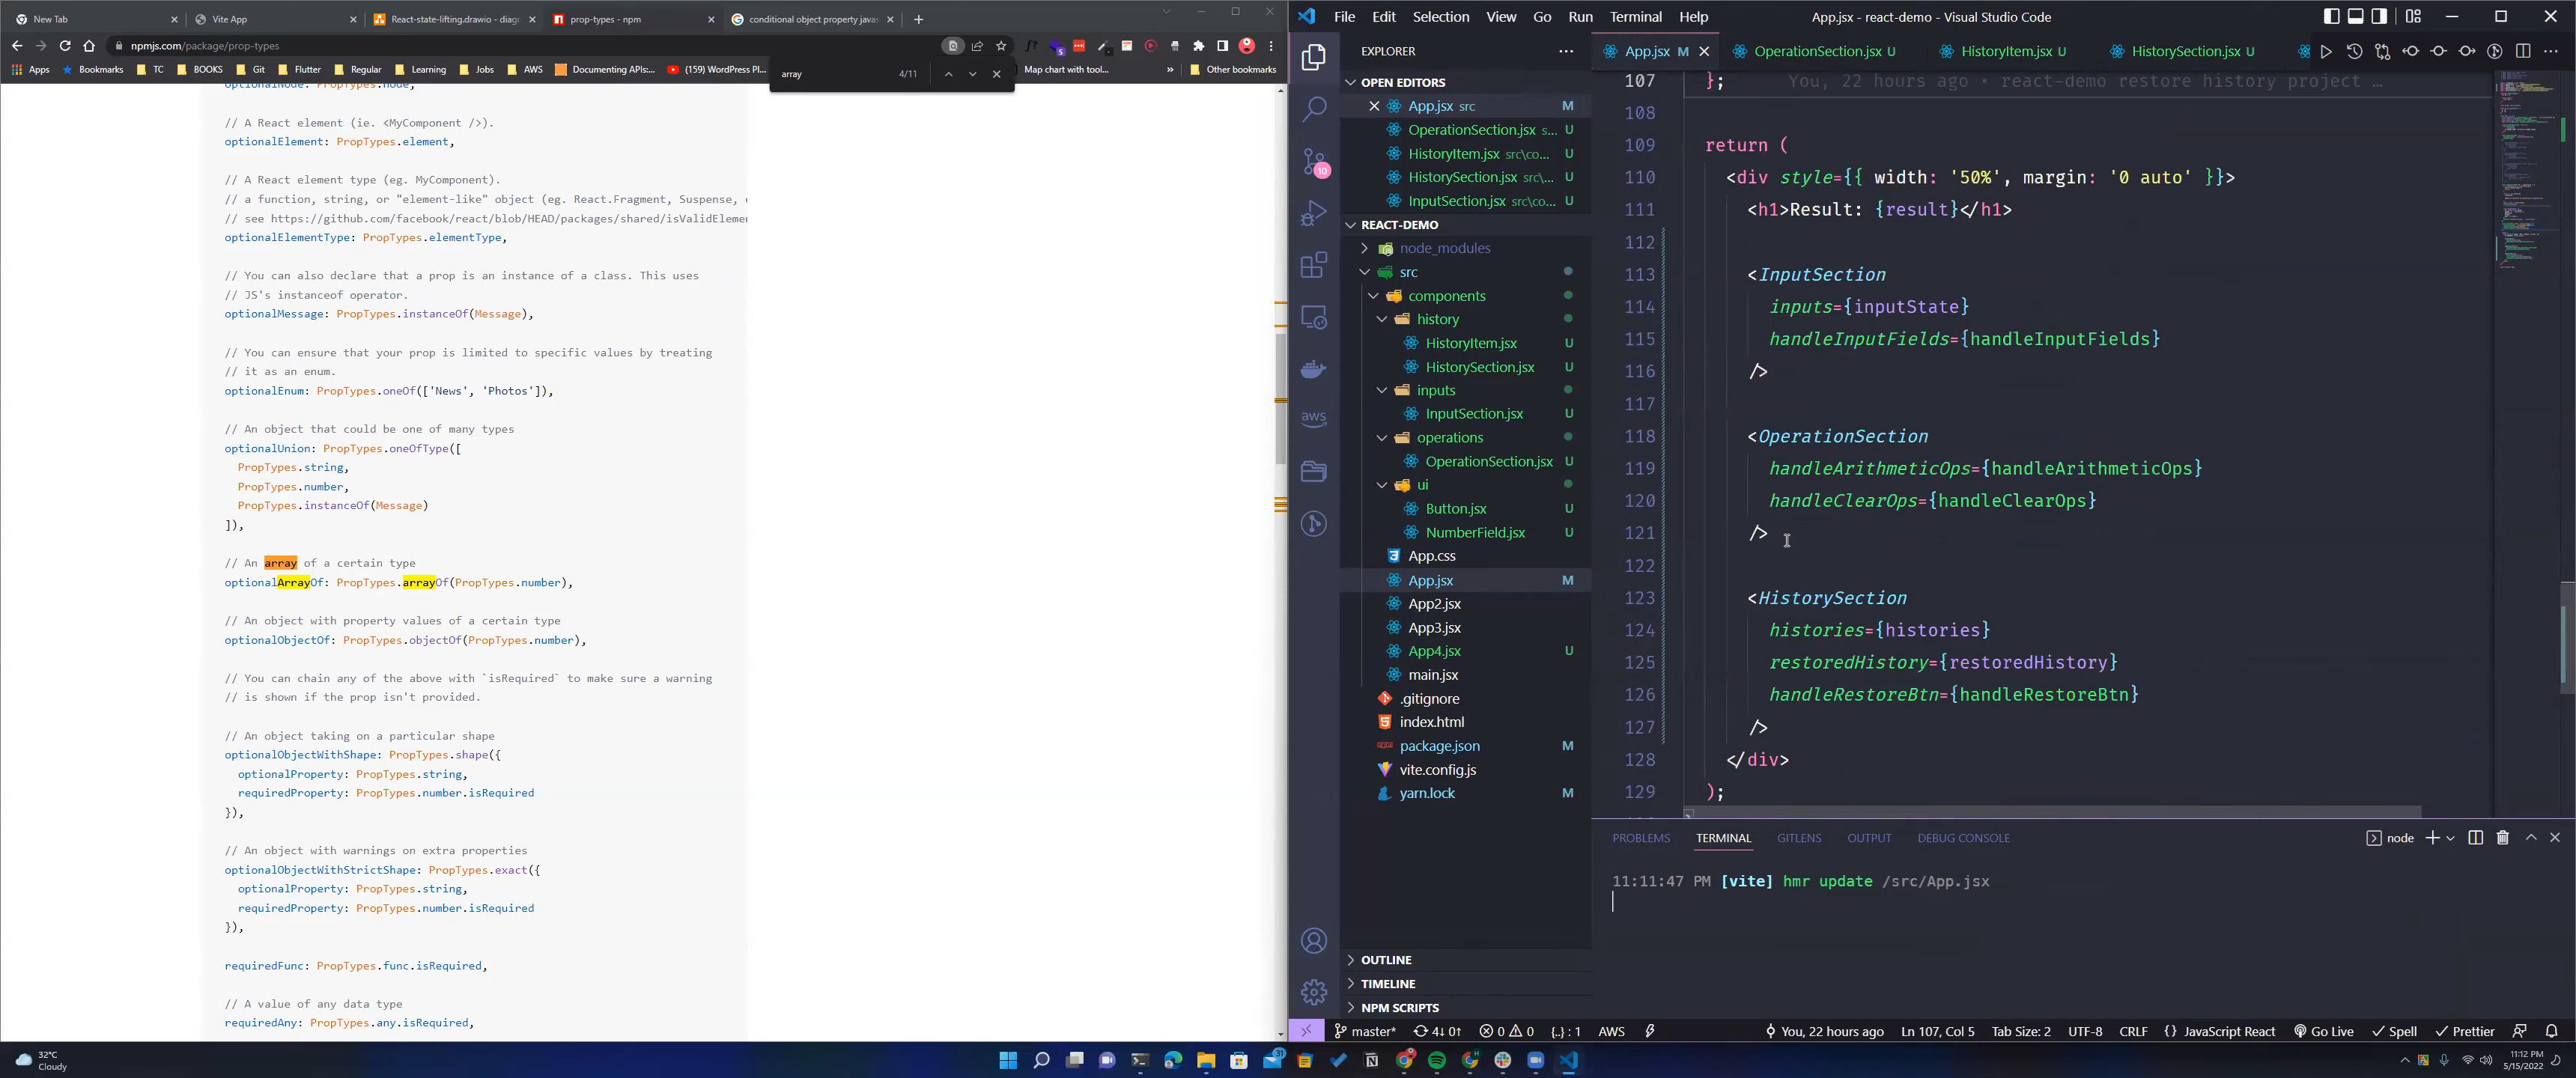 New Tab
Vite App
React-state-lifting.drawio - diag
prop-types - npm
conditional object property javas
npmjs.com/package/prop-types
Apps
Bookmarks
TC
BOOKS
Git
Flutter
Regular
Learning
Jobs
AWS
Documenting APIs:...
(159) WordPress Pl...
Map chart with tool...
Other bookmarks
array
4/11
optionalNode: PropTypes.node,
// A React element (ie. <MyComponent />).
optionalElement: PropTypes.element,
// A React element type (eg. MyComponent).
// a function, string, or "element-like" object (eg. React.Fragment, Suspense,
// see https://github.com/facebook/react/blob/HEAD/packages/shared/isValidElemen
optionalElementType: PropTypes.elementType,
// You can also declare that a prop is an instance of a class. This uses
// JS's instanceof operator.
optionalMessage: PropTypes.instanceOf(Message),
// You can ensure that your prop is limited to specific values by treating
// it as an enum.
optionalEnum: PropTypes.oneOf(['News', 'Photos']),
// An object that could be one of many types
optionalUnion: PropTypes.oneOfType([
PropTypes.string,
PropTypes.number,
PropTypes.instanceOf(Message)
]),
// An array of a certain type
optionalArrayOf: PropTypes.arrayOf(PropTypes.number),
// An object with property values of a certain type
optionalObjectOf: PropTypes.objectOf(PropTypes.number),
// You can chain any of the above with `isRequired` to make sure a warning
// is shown if the prop isn't provided.
// An object taking on a particular shape
optionalObjectWithShape: PropTypes.shape({
optionalProperty: PropTypes.string,
requiredProperty: PropTypes.number.isRequired
}),
// An object with warnings on extra properties
optionalObjectWithStrictShape: PropTypes.exact({
optionalProperty: PropTypes.string,
requiredProperty: PropTypes.number.isRequired
}),
requiredFunc: PropTypes.func.isRequired,
// A value of any data type
requiredAny: PropTypes.any.isRequired,
File Edit Selection View Go Run Terminal Help
App.jsx - react-demo - Visual Studio Code
EXPLORER
OPEN EDITORS
App.jsx src M
OperationSection.jsx s... U
HistoryItem.jsx src\co... U
HistorySection.jsx src\... U
InputSection.jsx src\co... U
REACT-DEMO
node_modules
src
components
history
HistoryItem.jsx U
HistorySection.jsx U
inputs
InputSection.jsx U
operations
OperationSection.jsx U
ui
Button.jsx U
NumberField.jsx U
App.css
App.jsx M
App2.jsx
App3.jsx
App4.jsx U
main.jsx
.gitignore
index.html
package.json M
vite.config.js
yarn.lock M
OUTLINE
TIMELINE
NPM SCRIPTS
10
aws
App.jsx M
OperationSection.jsx U
HistoryItem.jsx U
HistorySection.jsx U
107 }; You, 22 hours ago • react-demo restore history project …
108
109 return (
110 <div style={{ width: '50%', margin: '0 auto' }}>
111 <h1>Result: {result}</h1>
112
113 <InputSection
114 inputs={inputState}
115 handleInputFields={handleInputFields}
116 />
117
118 <OperationSection
119 handleArithmeticOps={handleArithmeticOps}
120 handleClearOps={handleClearOps}
121 />
122
123 <HistorySection
124 histories={histories}
125 restoredHistory={restoredHistory}
126 handleRestoreBtn={handleRestoreBtn}
127 />
128 </div>
129 );
PROBLEMS TERMINAL GITLENS OUTPUT DEBUG CONSOLE
node
11:11:47 PM [vite] hmr update /src/App.jsx
master* 4↓ 0↑ 0 0 {..} : 1 AWS
You, 22 hours ago Ln 107, Col 5 Tab Size: 2 UTF-8 CRLF {} JavaScript React Go Live Spell Prettier
32°C
Cloudy
31
11:12 PM
5/15/2022